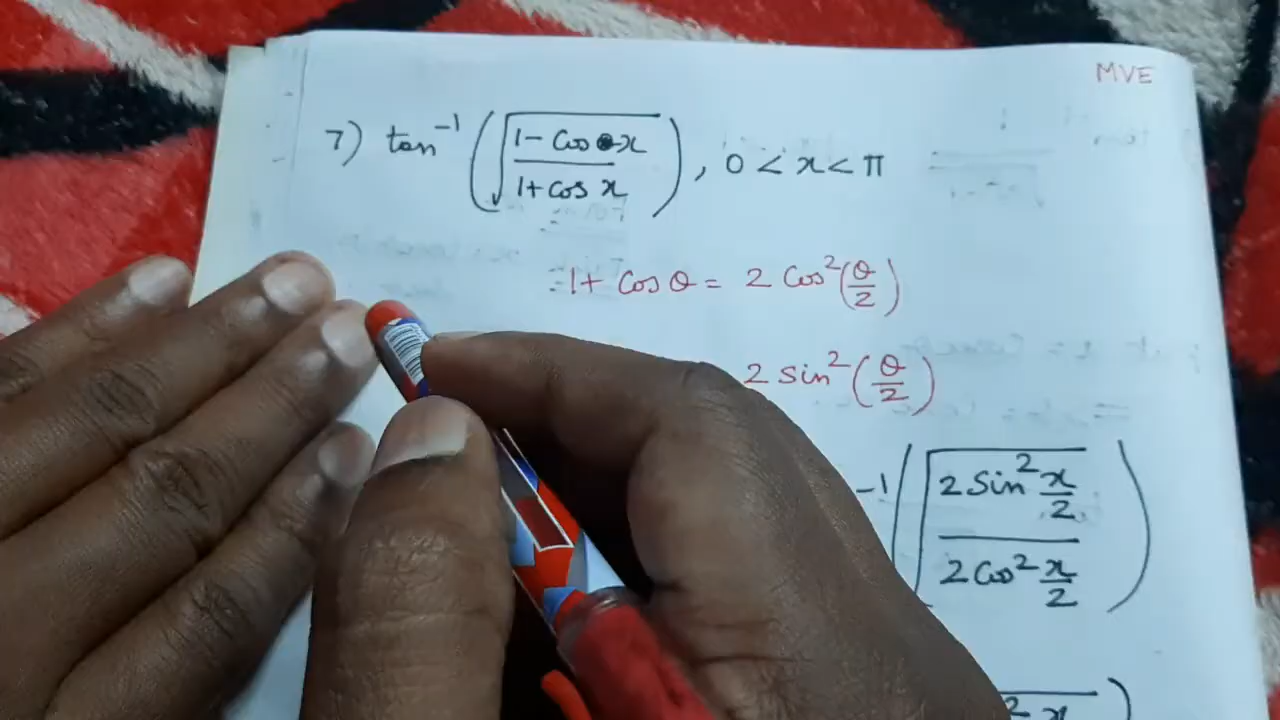 MVE
7) tan⁻¹(√((1 - Cos x)/(1 + cos x))), 0 < x < π
1 + Cos θ = 2 Cos²(θ/2)
2 sin²(θ/2)
⁻¹(√((2 Sin² x/2)/(2 Cos² x/2)))
² x